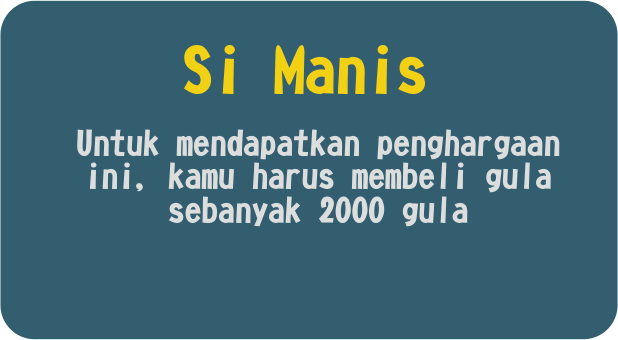 Si Manis
Untuk mendapatkan penghargaan
ini, kamu harus membeli gula
sebanyak 2000 gula